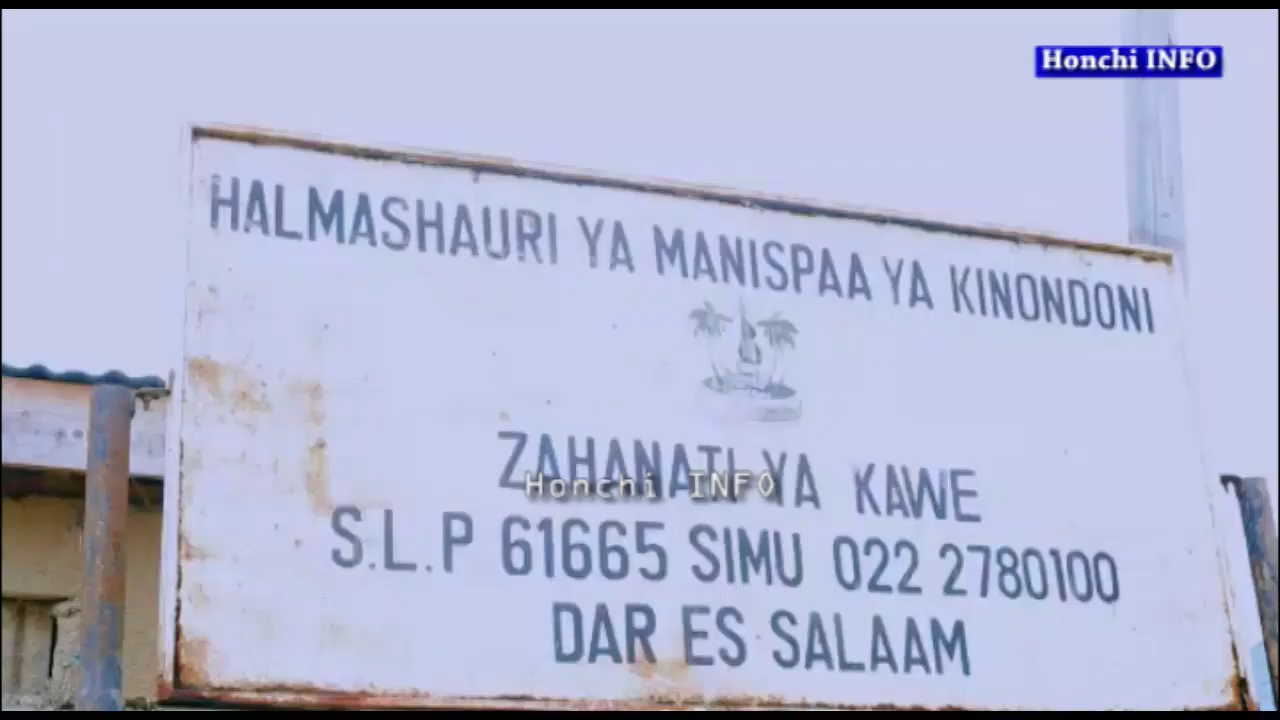 Honchi INFO
HALMASHAURI YA MANISPAA YA KINONDONI
ZAHANATI YA KAWE
Honchi INFO
S.L.P 61665 SIMU 022 2780100
DAR ES SALAAM